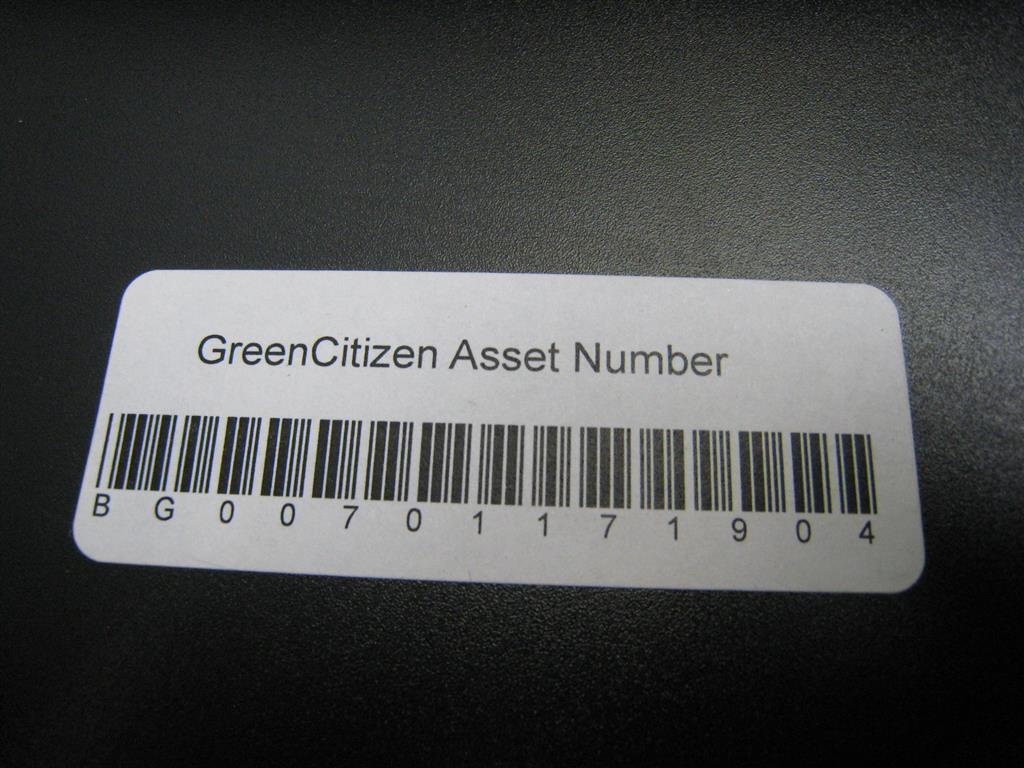 GreenCitizen Asset Number
B G 0 0 7 0 1 1 7 1 9 0 4